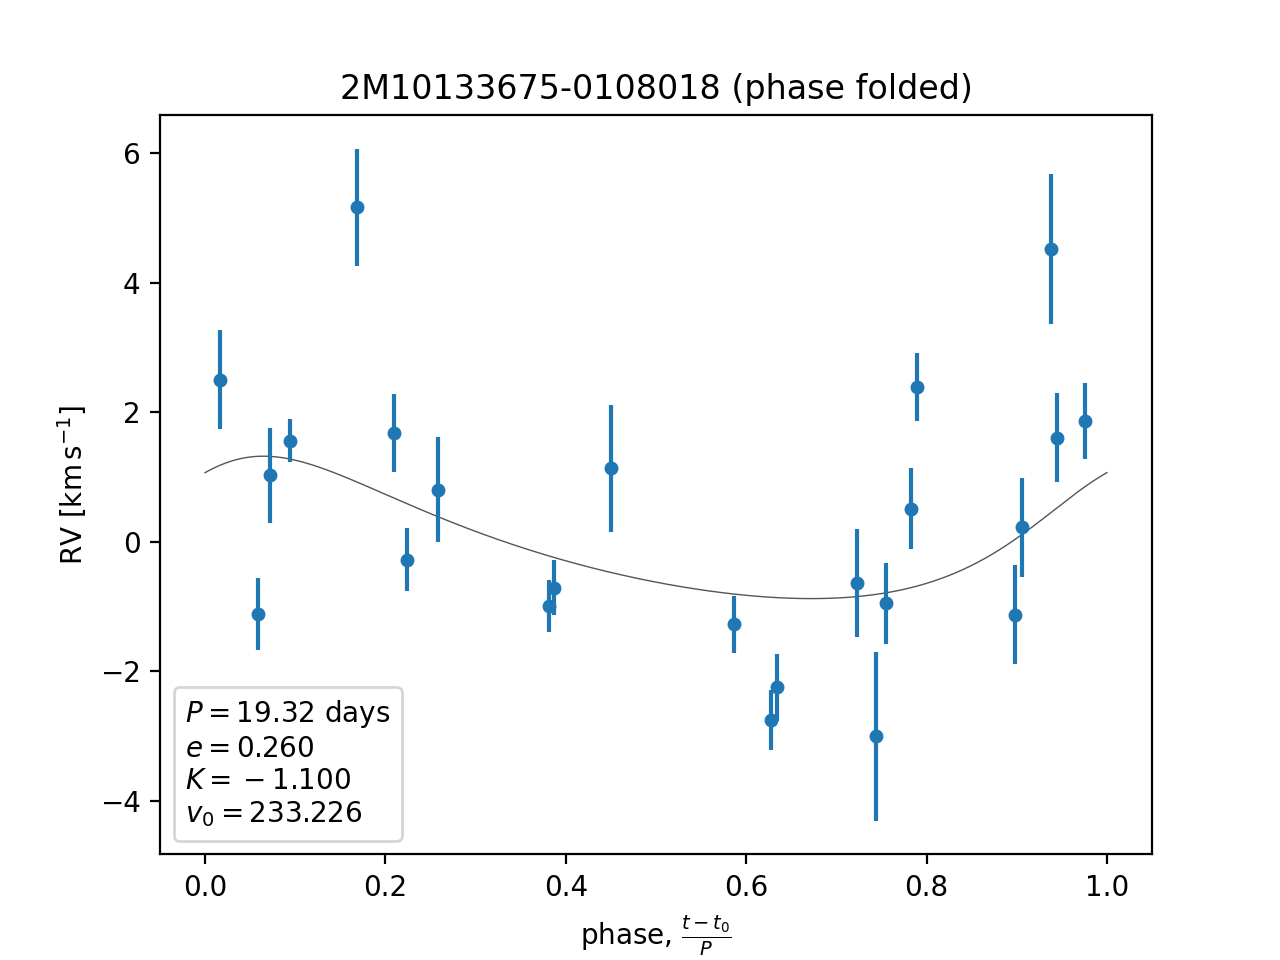 2M10133675-0108018 (phase folded)
6
4
2
0
−2
−4
RV [km s⁻¹]
P = 19.32 days
e = 0.260
K = −1.100
v₀ = 233.226
0.0 0.2 0.4 0.6 0.8 1.0
phase, (t − t₀)/P